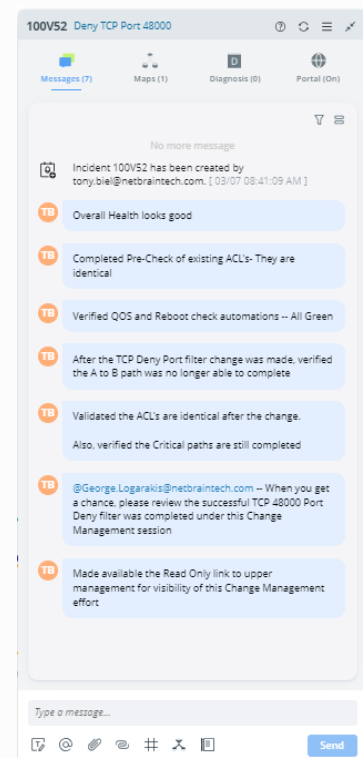 100V52 Deny TCP Port 48000
Messages (7) Maps (1) Diagnosis (0) Portal (On)
No more message
Incident 100V52 has been created by
tony.biel@netbraintech.com. [ 03/07 08:41:09 AM ]
TB Overall Health looks good
TB Completed Pre-Check of existing ACL's- They are
identical
TB Verified QOS and Reboot check automations -- All Green
TB After the TCP Deny Port filter change was made, verified
the A to B path was no longer able to complete
TB Validated the ACL's are identical after the change.
Also, verified the Critical paths are still completed
TB @George.Logarakis@netbraintech.com -- When you get
a chance, please review the successful TCP 48000 Port
Deny filter was completed under this Change
Management session
TB Made available the Read Only link to upper
management for visibility of this Change Management
effort
Type a message...
Send